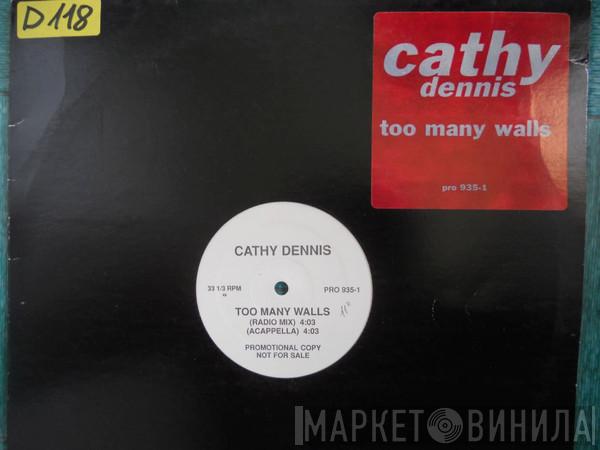 D118
cathy
dennis
too many walls
pro 935-1
CATHY DENNIS
33 1/3 RPM
PRO 935-1
TOO MANY WALLS
(RADIO MIX) 4:03
(ACAPPELLA) 4:03
PROMOTIONAL COPY
NOT FOR SALE
МАРКЕТ ВИНИЛА